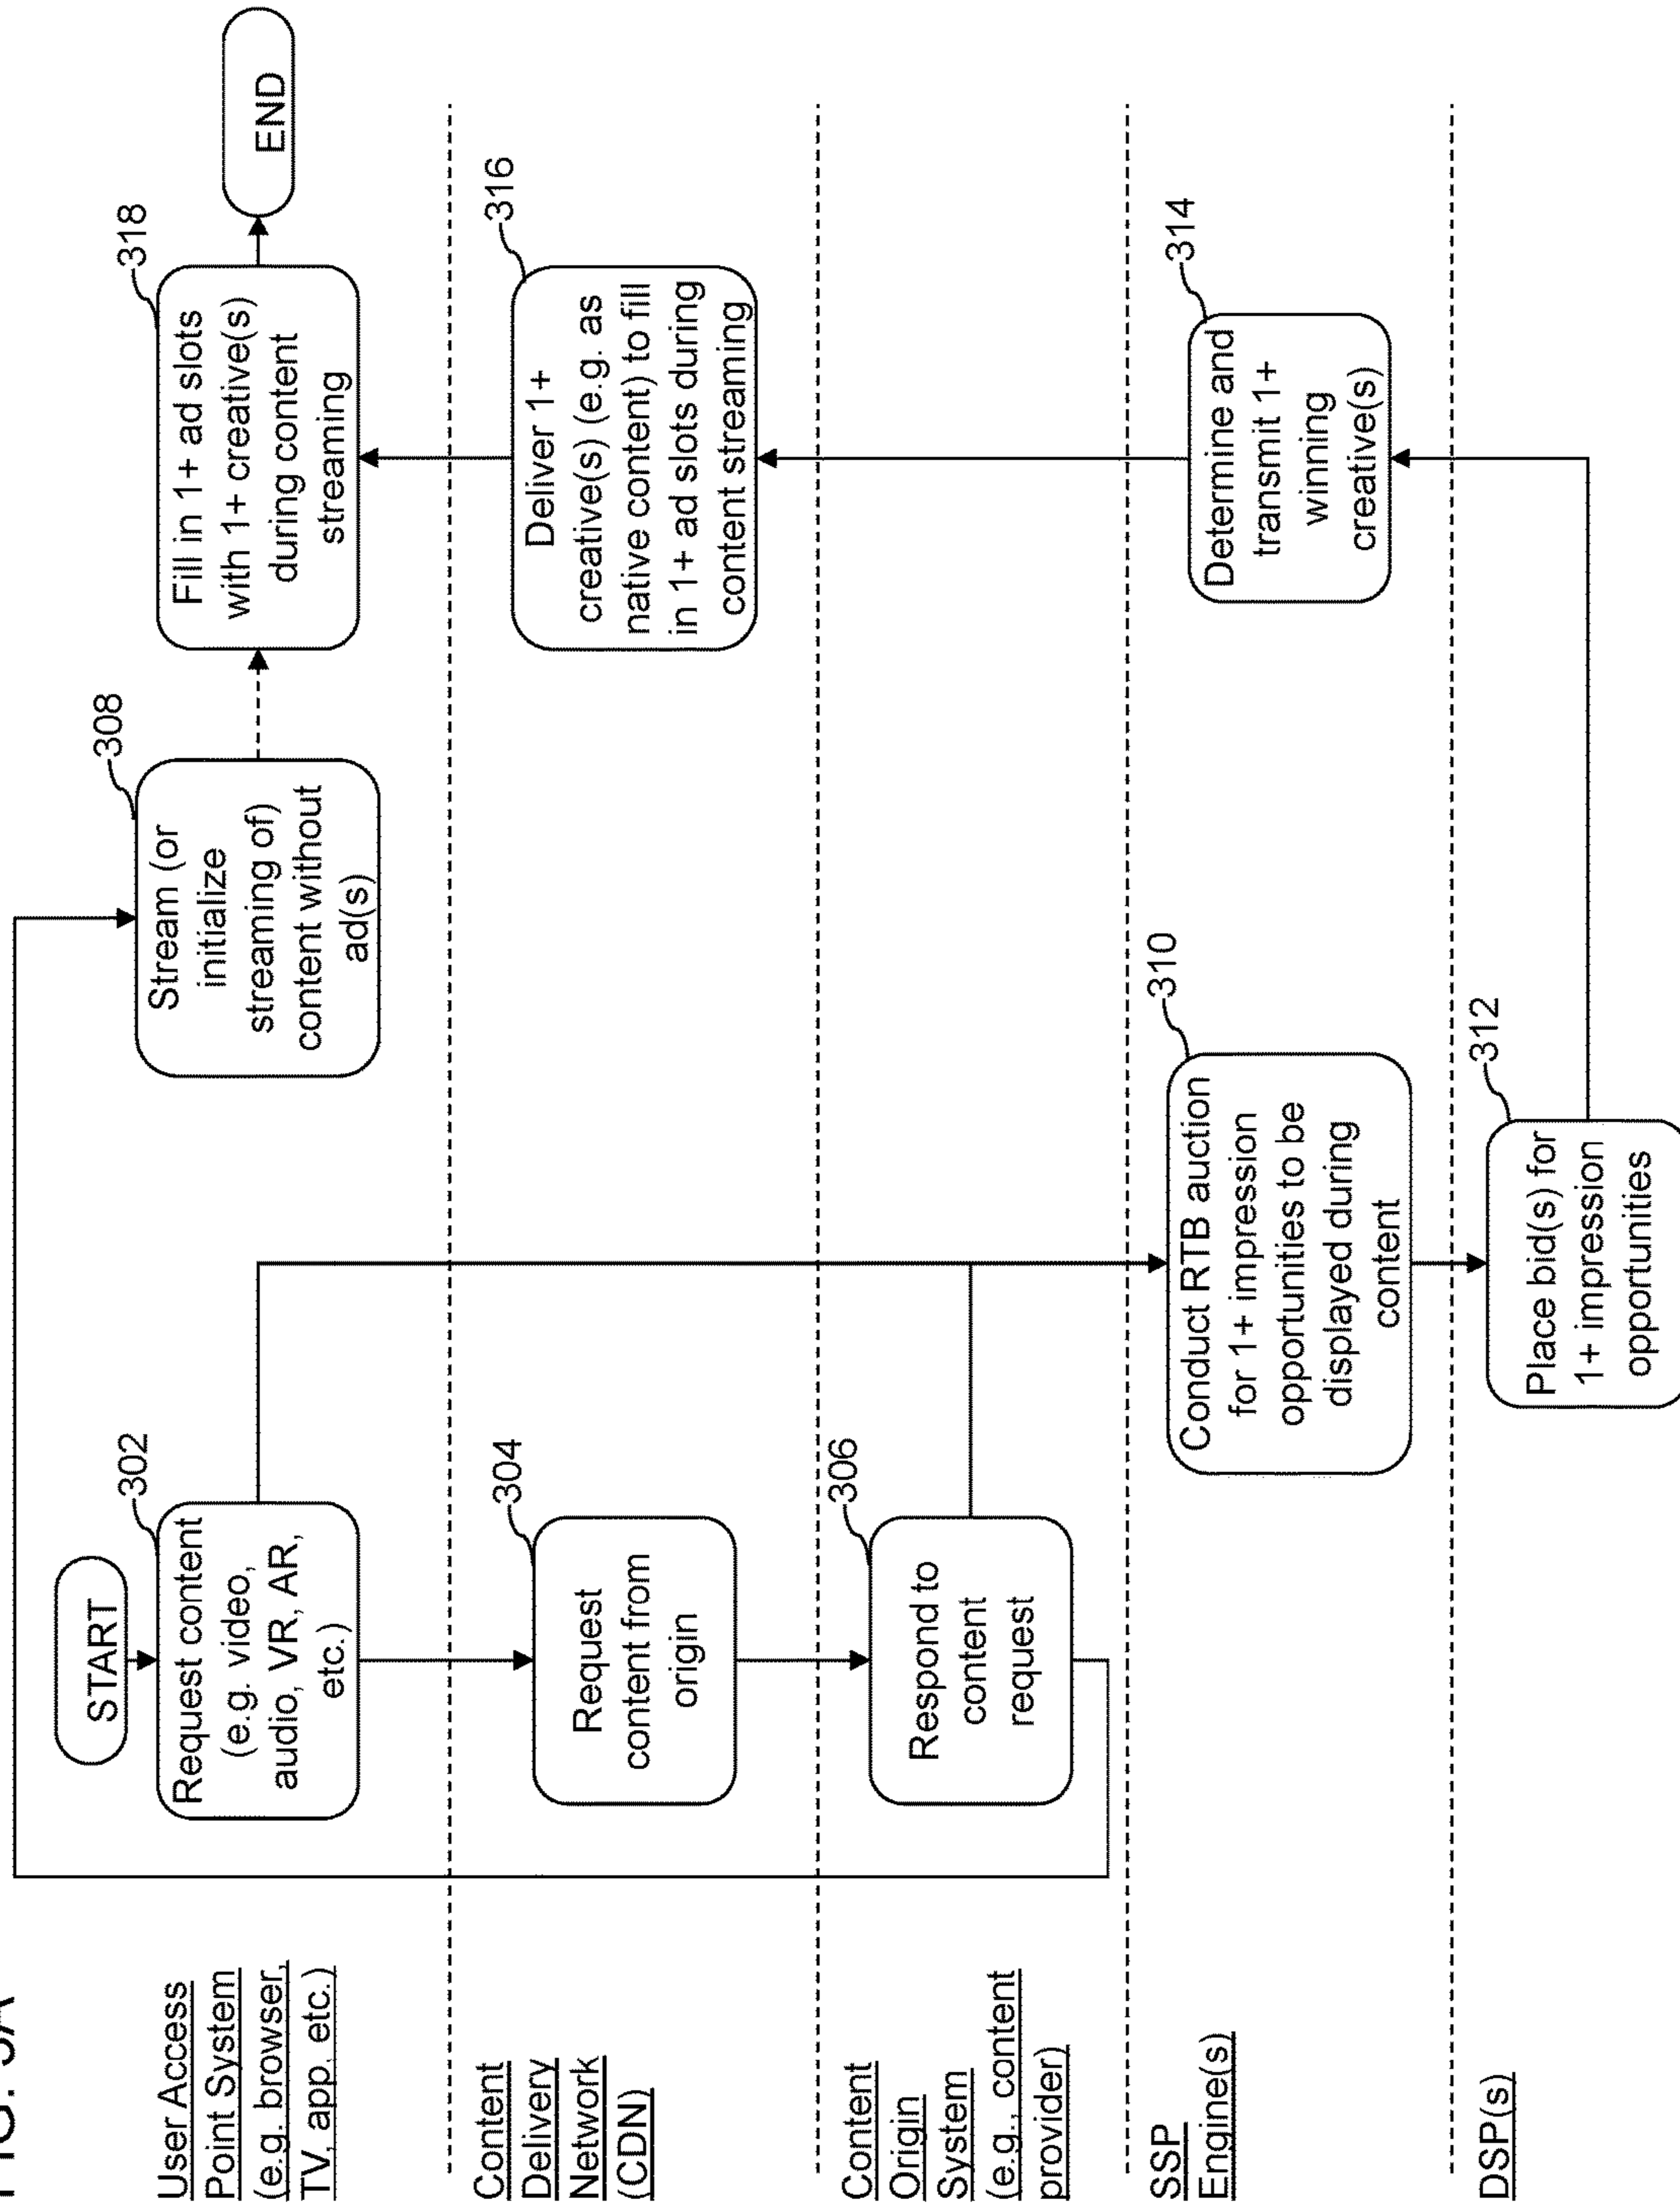 FIG. 3A
User Access
Point System
(e.g. browser,
TV, app, etc.)
START
302
Request content
(e.g. video,
audio, VR, AR,
etc.)
308
Stream (or
initialize
streaming of)
content without
ad(s)
318
Fill in 1+ ad slots
with 1+ creative(s)
during content
streaming
END
Content
Delivery
Network
(CDN)
304
Request
content from
origin
316
Deliver 1+
creative(s) (e.g. as
native content) to fill
in 1+ ad slots during
content streaming
Content
Origin
System
(e.g., content
provider)
306
Respond to
content
request
SSP
Engine(s)
310
Conduct RTB auction
for 1+ impression
opportunities to be
displayed during
content
314
Determine and
transmit 1+
winning
creative(s)
DSP(s)
312
Place bid(s) for
1+ impression
opportunities